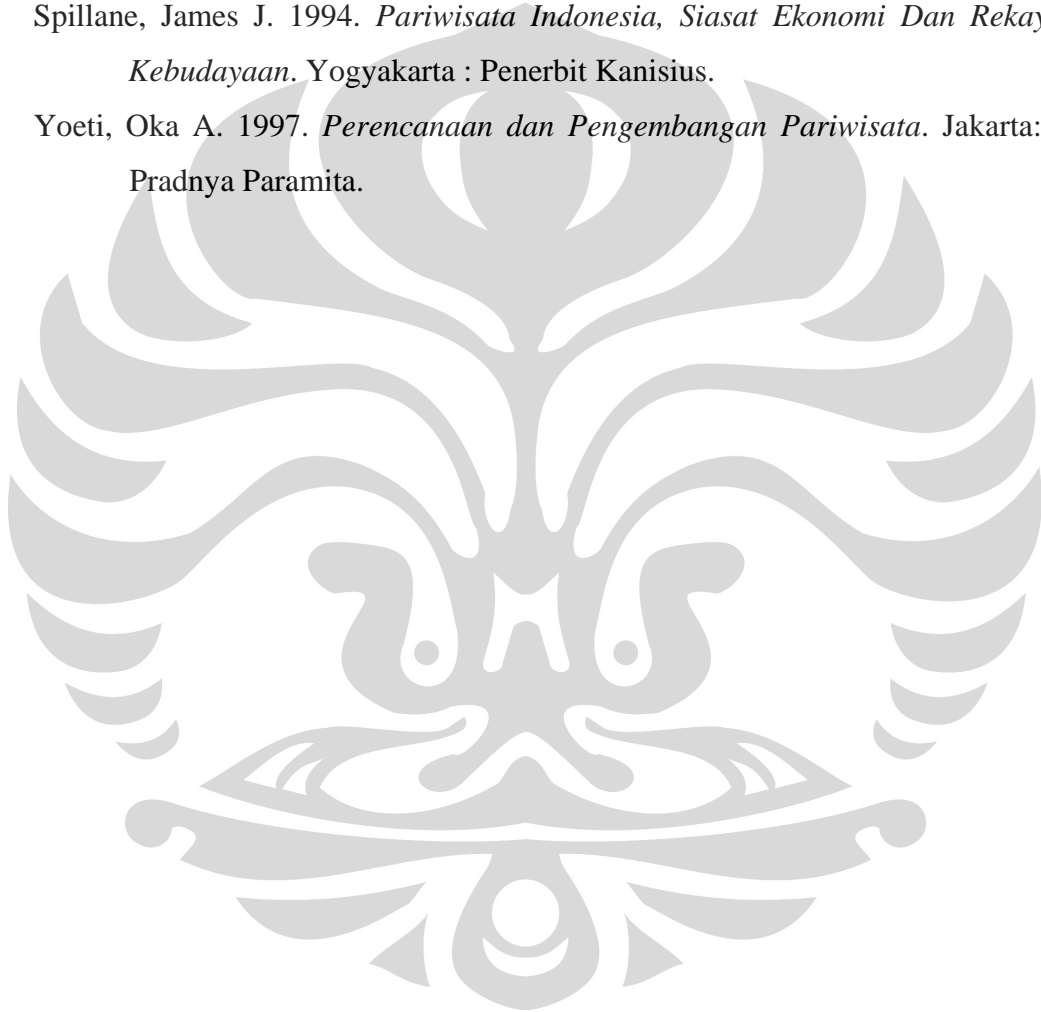 Spillane, James J. 1994. Pariwisata Indonesia, Siasat Ekonomi Dan Rekay
Kebudayaan. Yogyakarta : Penerbit Kanisius.
Yoeti, Oka A. 1997. Perencanaan dan Pengembangan Pariwisata. Jakarta:
Pradnya Paramita.